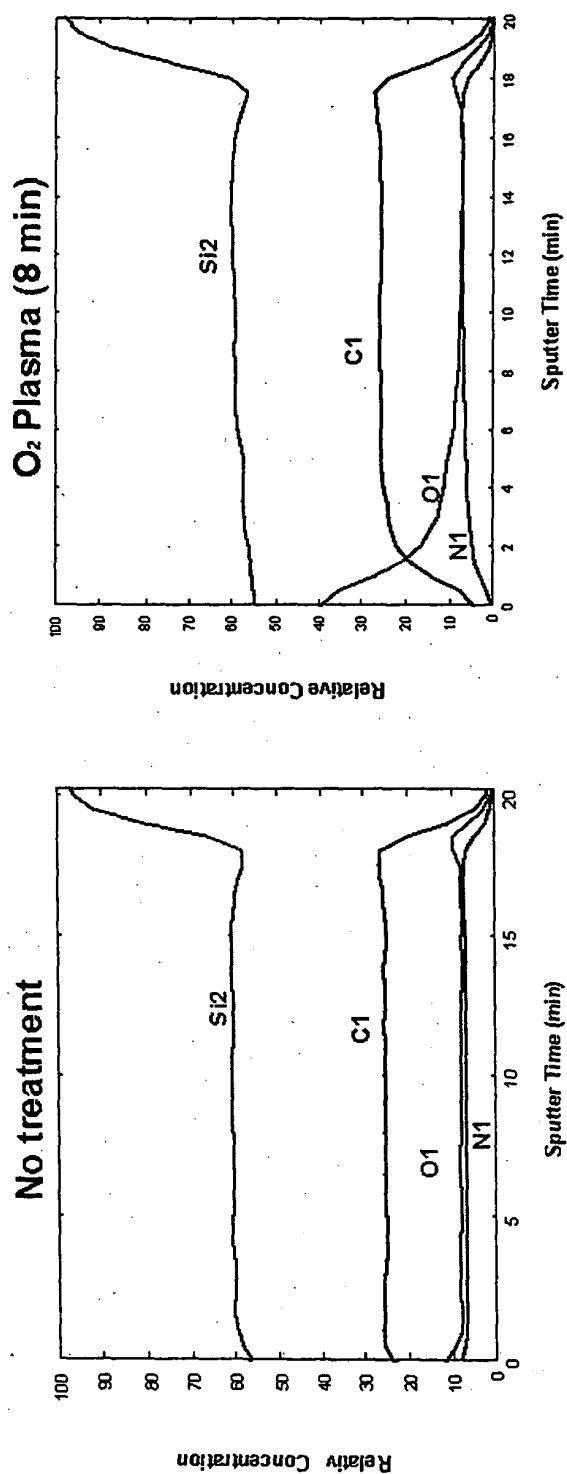 No treatment
Relativ Concentration
100
90
80
70
60
50
40
30
20
10
0
Si2
C1
O1
N1
0
5
10
15
20
Sputter Time (min)
O₂ Plasma (8 min)
Relative Concentration
100
90
80
70
60
50
40
30
20
10
0
Si2
C1
O1
N1
0
2
4
6
8
10
12
14
16
18
20
Sputter Time (min)